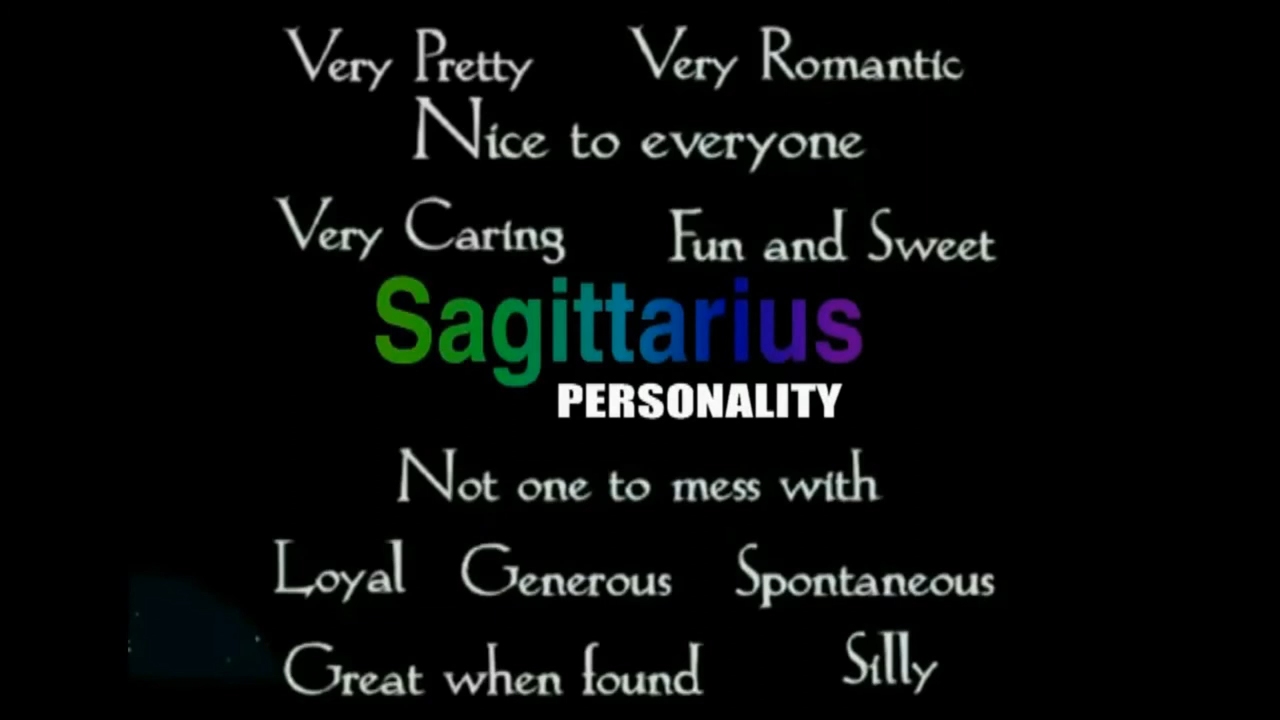 Very Pretty Very Romantic
Nice to everyone
Very Caring Fun and Sweet
Sagittarius
PERSONALITY
Not one to mess with
Loyal Generous Spontaneous
Great when found Silly